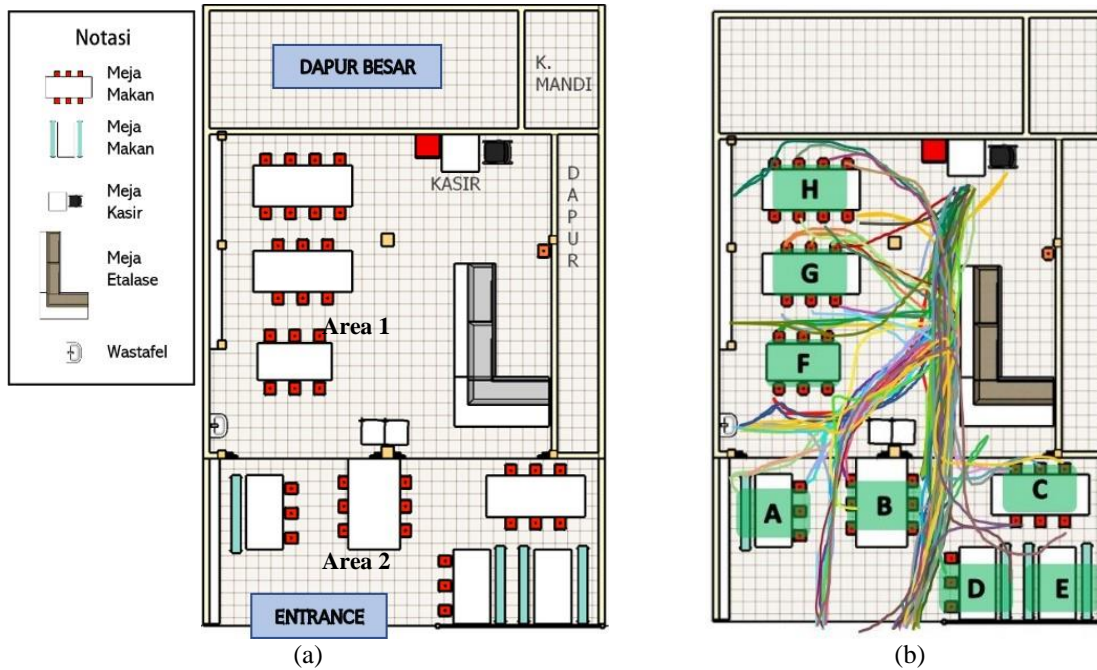 Notasi
Meja
Makan
Meja
Makan
Meja
Kasir
Meja
Etalase
Wastafel
DAPUR BESAR
K.
MANDI
KASIR
D
A
P
U
R
Area 1
Area 2
ENTRANCE
(a)
H
G
F
A
B
C
D
E
(b)